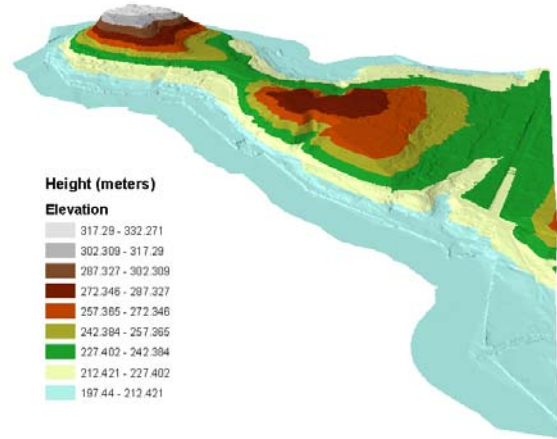 Height (meters)
Elevation
317.29 - 332.271
302.309 - 317.29
287.327 - 302.309
272.346 - 287.327
257.365 - 272.346
242.384 - 257.365
227.402 - 242.384
212.421 - 227.402
197.44 - 212.421